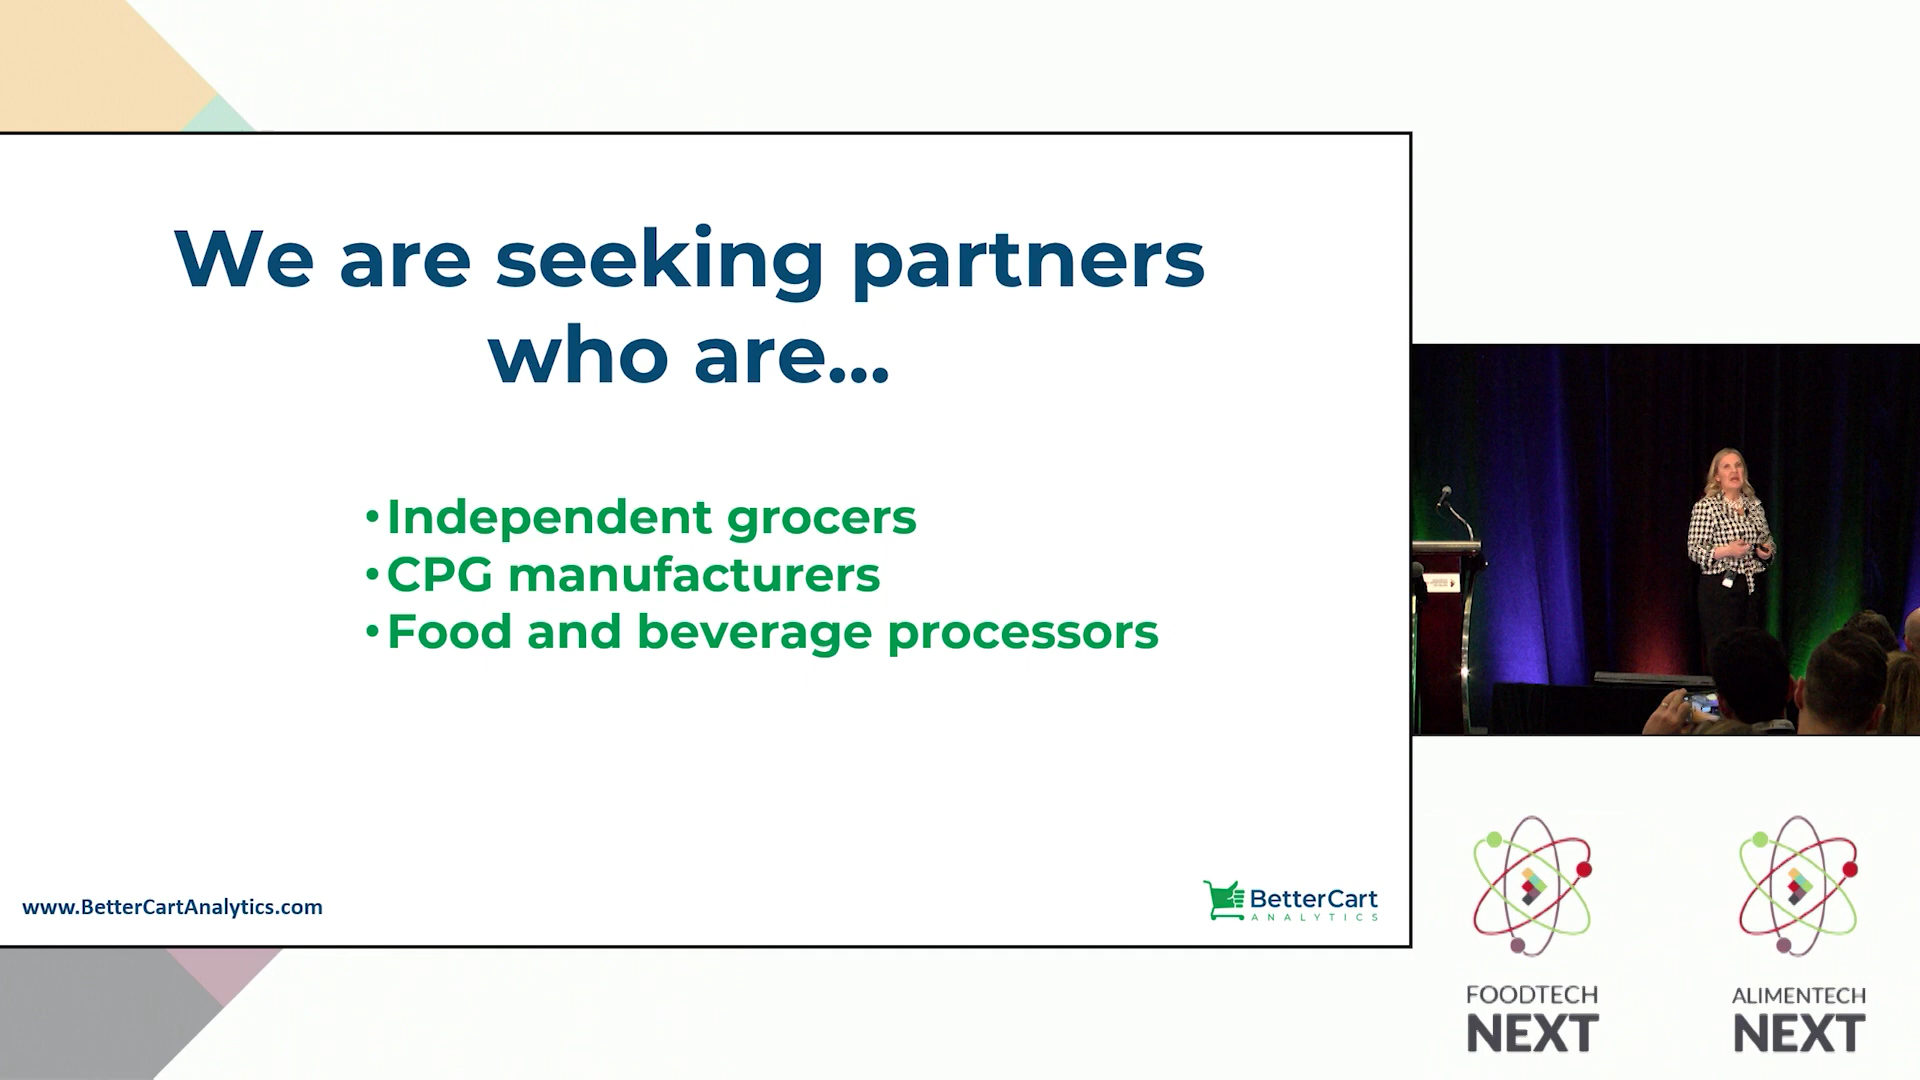 We are seeking partners
who are...
• Independent grocers
• CPG manufacturers
• Food and beverage processors
www.BetterCartAnalytics.com
BetterCart
ANALYTICS
FOODTECH
NEXT
ALIMENTECH
NEXT